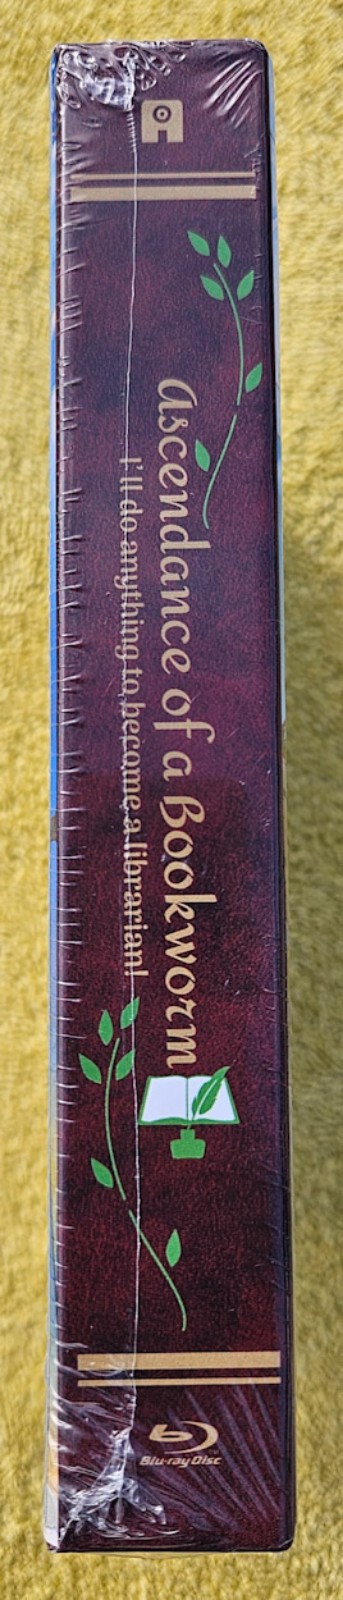 Ascendance of a Bookworm
I'll do anything to become a librarian!
Blu-ray Disc